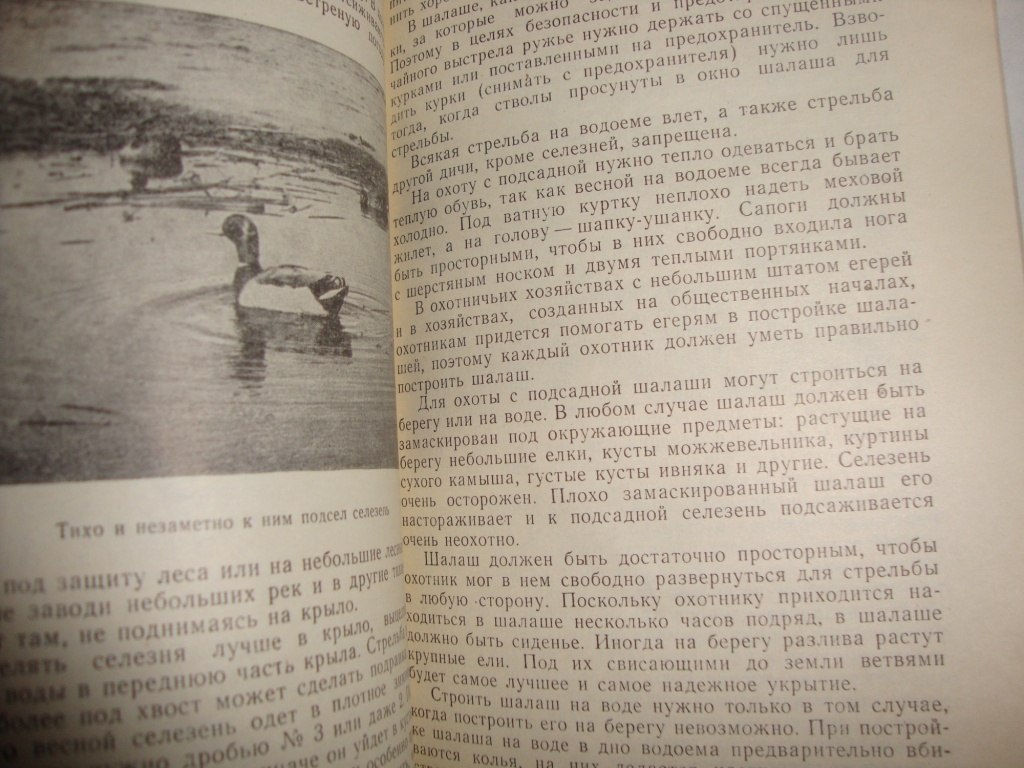 стреную
Тихо и незаметно к ним подсел селезень
под защиту леса или на небольшие
заводи небольших рек и в другие
там, не поднимаясь на крыло.
селезня лучше в крыло,
воды в переднюю часть крыла.
более под хвост может сделать
весной селезень одет в плотное
дробью № 3 или даже
иначе он уйдет в
В шалаше,
ки, за которые можно
Поэтому в целях безопасности и
чайного выстрела ружье нужно держать со спущенными
курками или поставленными на предохранитель. Взво-
дить курки (снимать с предохранителя) нужно лишь
тогда, когда стволы просунуты в окно шалаша для
стрельбы.
Всякая стрельба на водоеме влет, а также стрельба
другой дичи, кроме селезней, запрещена.
На охоту с подсадной нужно тепло одеваться и брать
теплую обувь, так как весной на водоеме всегда бывает
холодно. Под ватную куртку неплохо надеть меховой
жилет, а на голову — шапку-ушанку. Сапоги должны
быть просторными, чтобы в них свободно входила нога
с шерстяным носком и двумя теплыми портянками.
В охотничьих хозяйствах с небольшим штатом егерей
и в хозяйствах, созданных на общественных началах,
охотникам придется помогать егерям в постройке шала-
шей, поэтому каждый охотник должен уметь правильно
построить шалаш.
Для охоты с подсадной шалаши могут строиться на
берегу или на воде. В любом случае шалаш должен быть
замаскирован под окружающие предметы: растущие на
берегу небольшие елки, кусты можжевельника, куртины
сухого камыша, густые кусты ивняка и другие. Селезень
очень осторожен. Плохо замаскированный шалаш его
настораживает и к подсадной селезень подсаживается
очень неохотно.
Шалаш должен быть достаточно просторным, чтобы
охотник мог в нем свободно развернуться для стрельбы
в любую сторону. Поскольку охотнику приходится на-
ходиться в шалаше несколько часов подряд, в шалаше
должно быть сиденье. Иногда на берегу разлива растут
крупные ели. Под их свисающими до земли ветвями
будет самое лучшее и самое надежное укрытие.
Строить шалаш на воде нужно только в том случае,
когда построить его на берегу невозможно. При построй-
ке шалаша на воде в дно водоема предварительно вби-
ваются колья, на них